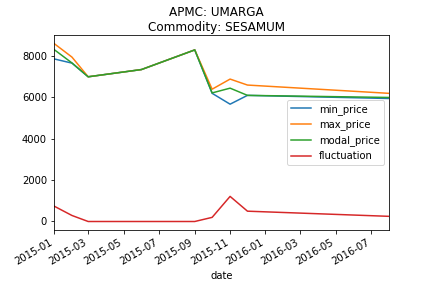 APMC: UMARGA
Commodity: SESAMUM
8000
6000
4000
2000
0
min_price
max_price
modal_price
fluctuation
2015-01
2015-03
2015-05
2015-07
2015-09
2015-11
2016-01
2016-03
2016-05
2016-07
date